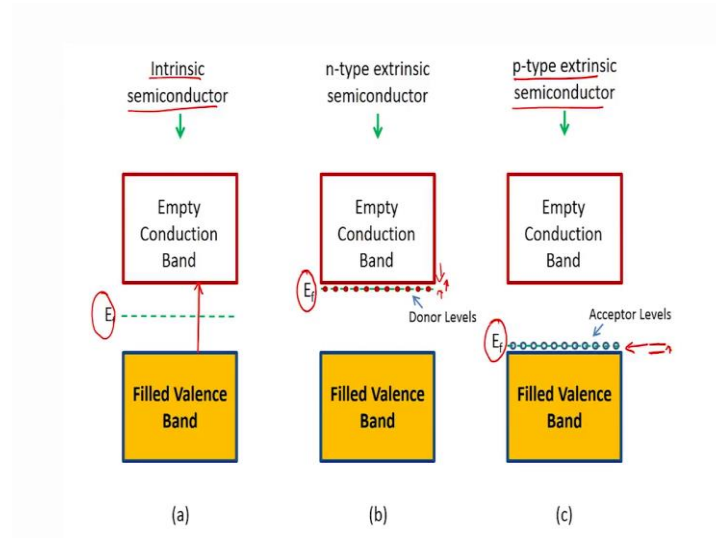 Intrinsic
semiconductor
n-type extrinsic
semiconductor
p-type extrinsic
semiconductor
Empty
Conduction
Band
Empty
Conduction
Band
Empty
Conduction
Band
E
Ef
Donor Levels
Acceptor Levels
Ef
Filled Valence
Band
Filled Valence
Band
Filled Valence
Band
(a)
(b)
(c)